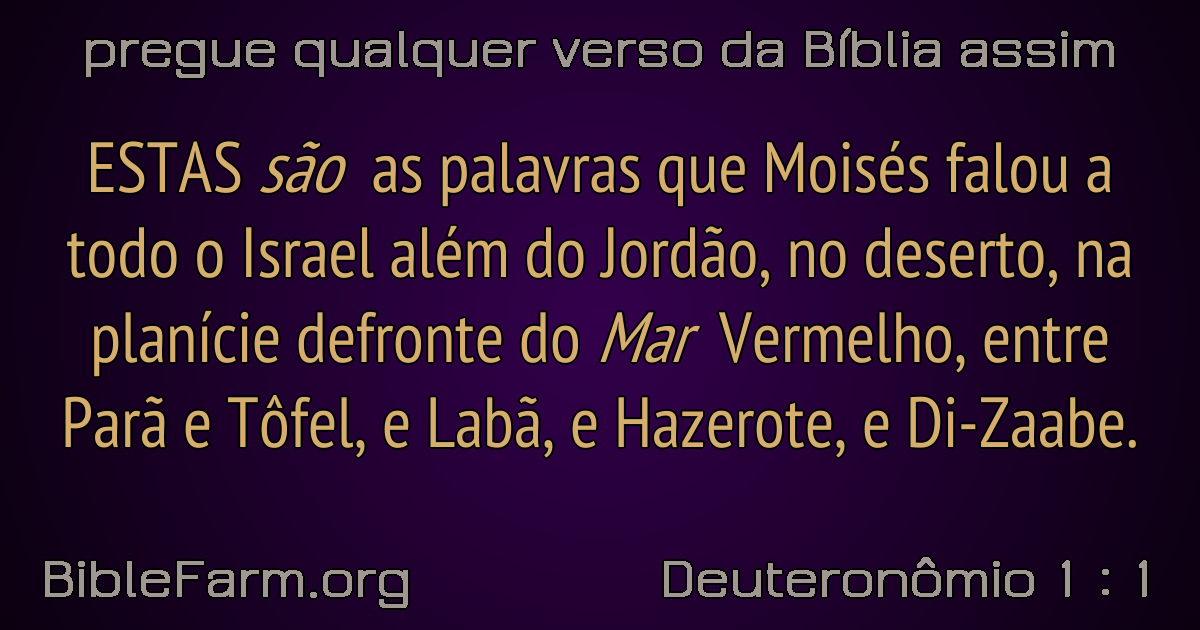 pregue qualquer verso da Bíblia assim
ESTAS são as palavras que Moisés falou a
todo o Israel além do Jordão, no deserto, na
planície defronte do Mar Vermelho, entre
Parã e Tôfel, e Labã, e Hazerote, e Di-Zaabe.
BibleFarm.org
Deuteronômio 1 : 1